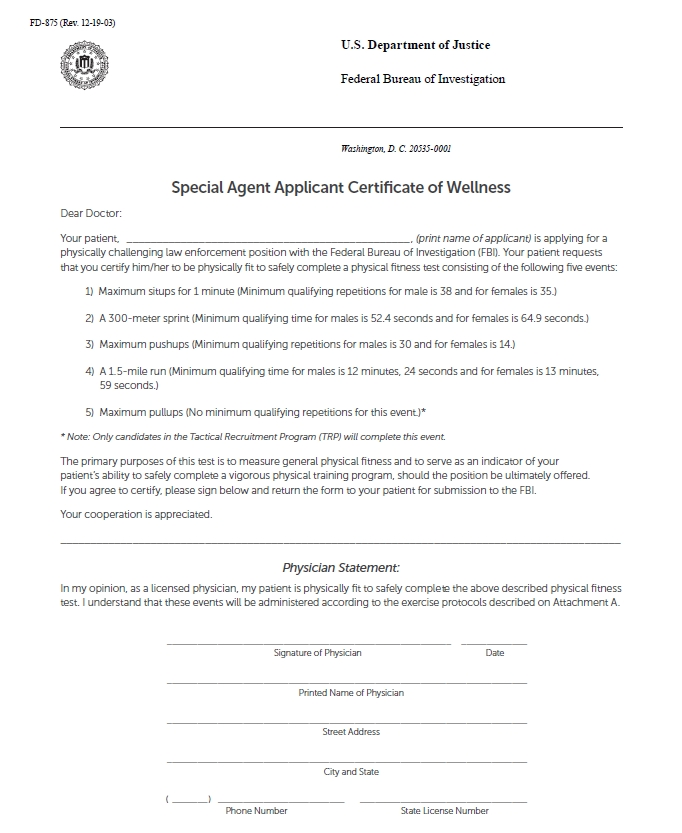 FD-875 (Rev. 12-19-03)
U.S. Department of Justice
Federal Bureau of Investigation
Washington, D. C. 20535-0001
Special Agent Applicant Certificate of Wellness
Dear Doctor:
Your patient, ______________________________, (print name of applicant) is applying for a
physically challenging law enforcement position with the Federal Bureau of Investigation (FBI). Your patient requests
that you certify him/her to be physically fit to safely complete a physical fitness test consisting of the following five events:
1) Maximum situps for 1 minute (Minimum qualifying repetitions for male is 38 and for females is 35.)
2) A 300-meter sprint (Minimum qualifying time for males is 52.4 seconds and for females is 64.9 seconds.)
3) Maximum pushups (Minimum qualifying repetitions for males is 30 and for females is 14.)
4) A 1.5-mile run (Minimum qualifying time for males is 12 minutes, 24 seconds and for females is 13 minutes,
59 seconds.)
5) Maximum pullups (No minimum qualifying repetitions for this event.)*
* Note: Only candidates in the Tactical Recruitment Program (TRP) will complete this event.
The primary purposes of this test is to measure general physical fitness and to serve as an indicator of your
patient's ability to safely complete a vigorous physical training program, should the position be ultimately offered.
If you agree to certify, please sign below and return the form to your patient for submission to the FBI.
Your cooperation is appreciated.
Physician Statement:
In my opinion, as a licensed physician, my patient is physically fit to safely complete the above described physical fitness
test. I understand that these events will be administered according to the exercise protocols described on Attachment A.
Signature of Physician Date
Printed Name of Physician
Street Address
City and State
( ______ )
Phone Number State License Number